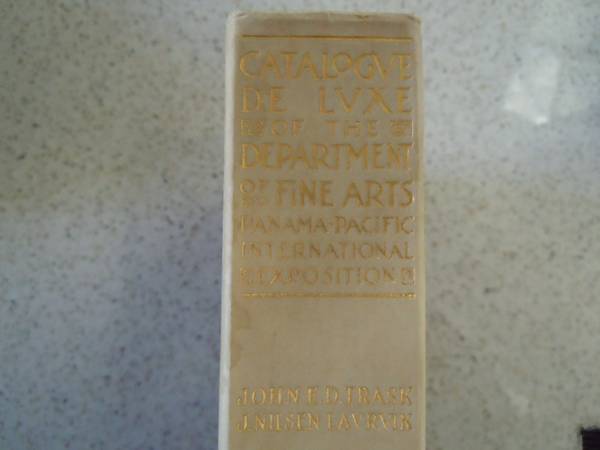 CATALOGVE
DE LVXE
OF THE
DEPARTMENT
OF FINE ARTS
PANAMA-PACIFIC
INTERNATIONAL
EXPOSITION
JOHN E.D. TRASK
J. NILSEN LAVRVIK